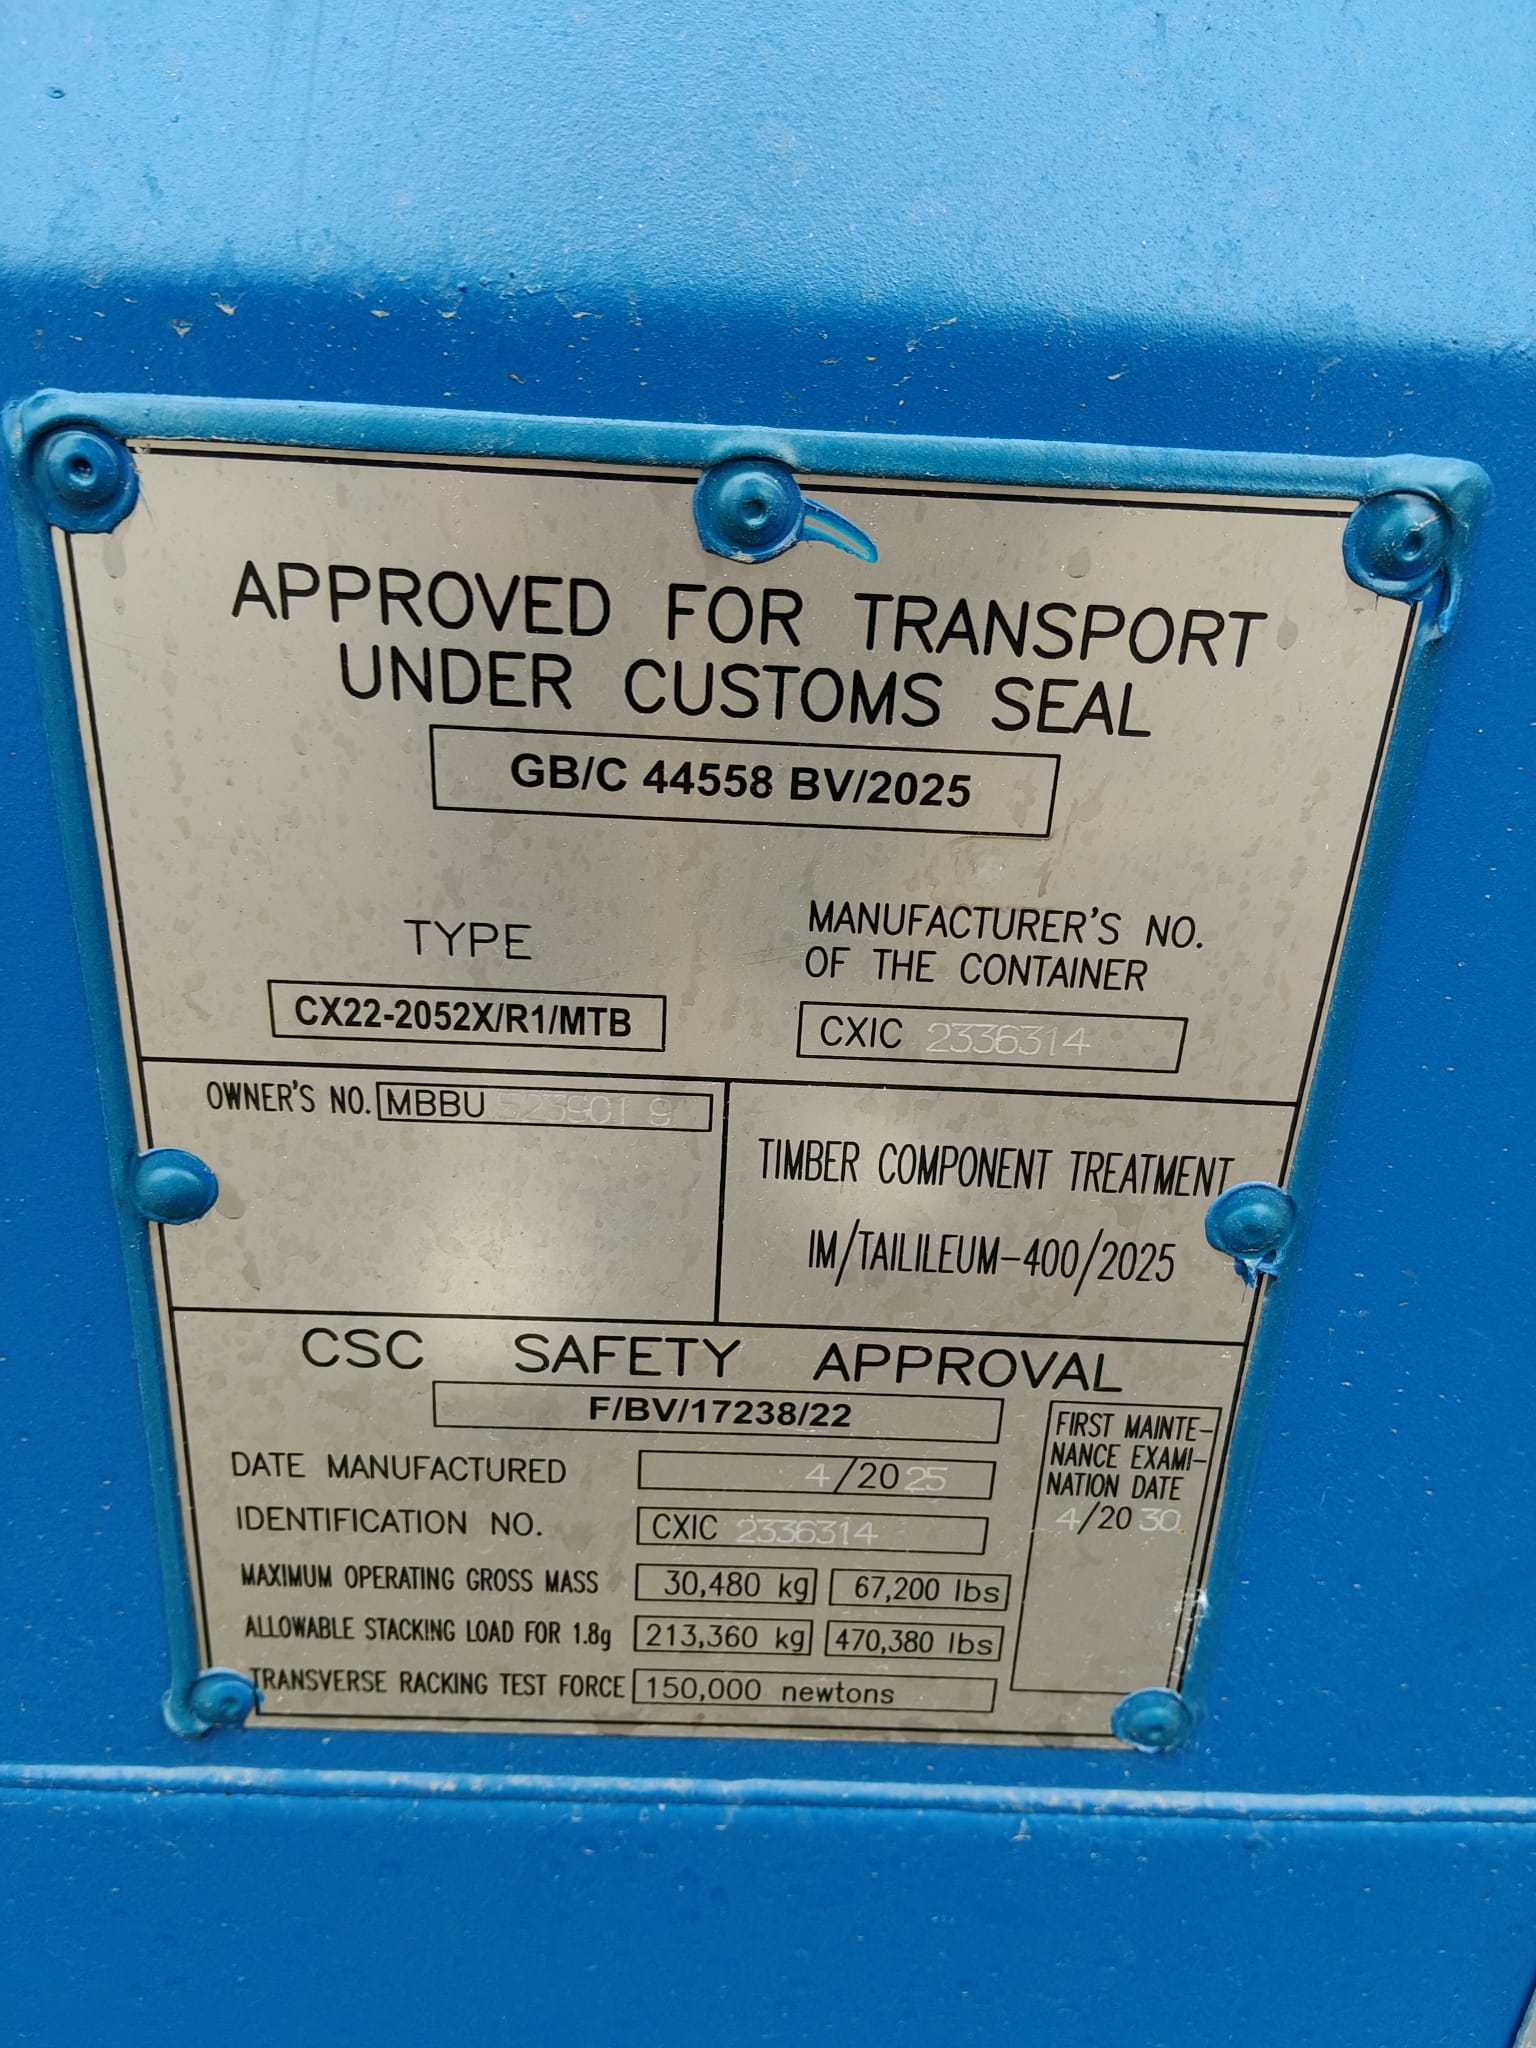 APPROVED FOR TRANSPORT
UNDER CUSTOMS SEAL
GB/C 44558 BV/2025
TYPE
CX22-2052X/R1/MTB
MANUFACTURER'S NO.
OF THE CONTAINER
CXIC 2336314
OWNER'S NO. MBBU 523901 9
TIMBER COMPONENT TREATMENT
IM/TAILILEUM-400/2025
CSC SAFETY APPROVAL
F/BV/17238/22
DATE MANUFACTURED 4/2025
IDENTIFICATION NO. CXIC 2336314
MAXIMUM OPERATING GROSS MASS 30,480 kg 67,200 lbs
ALLOWABLE STACKING LOAD FOR 1.8g 213,360 kg 470,380 lbs
TRANSVERSE RACKING TEST FORCE 150,000 newtons
FIRST MAINTE-
NANCE EXAMI-
NATION DATE
4/2030